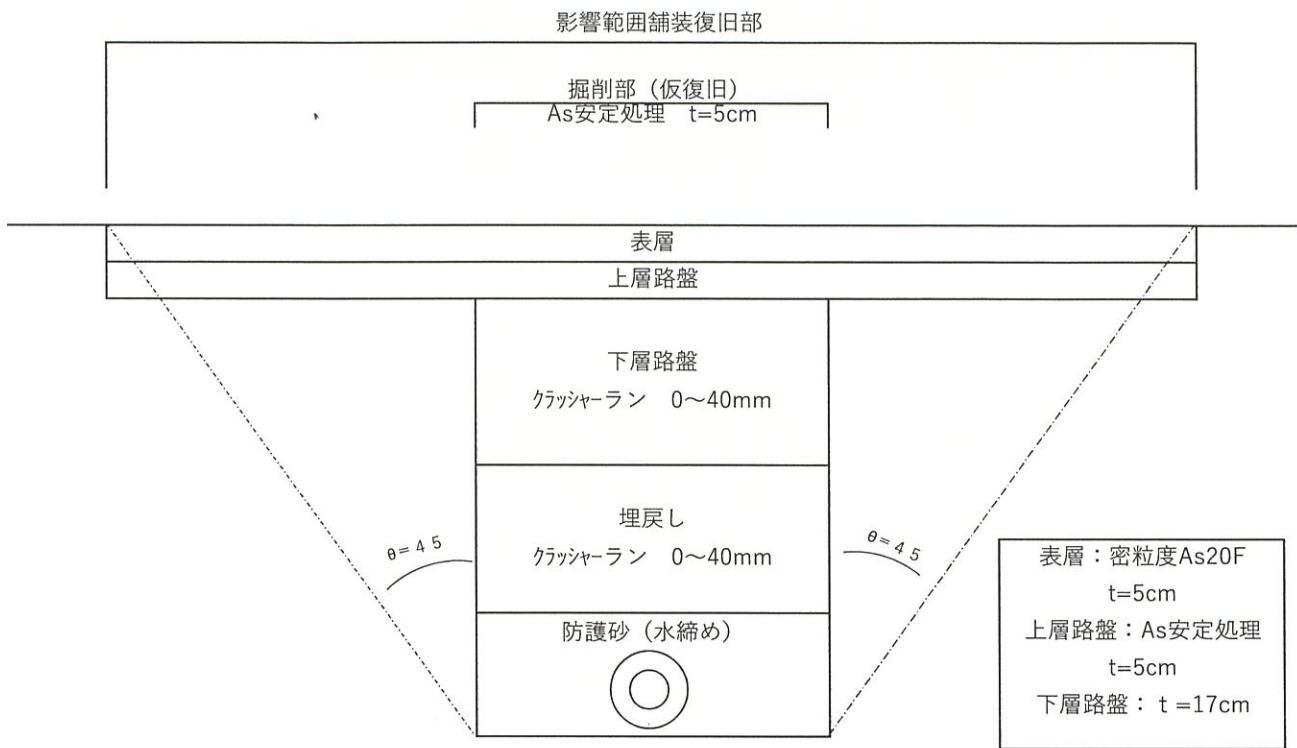 影響範囲舗装復旧部
掘削部（仮復旧）
As安定処理　t=5cm
表層
上層路盤
下層路盤
ｸﾗｯｼｬｰラン　0～40mm
埋戻し
ｸﾗｯｼｬｰラン　0～40mm
θ=４５
θ=４５
防護砂（水締め）
表層：密粒度As20F
t=5cm
上層路盤：As安定処理
t=5cm
下層路盤：ｔ=17cm